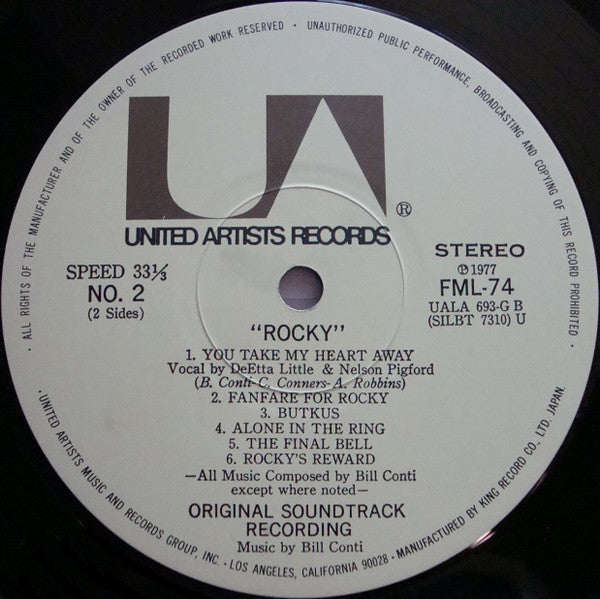 · ALL RIGHTS OF THE MANUFACTURER AND OF THE OWNER OF THE RECORDED WORK RESERVED · UNAUTHORIZED PUBLIC PERFORMANCE, BROADCASTING AND COPYING OF THIS RECORD PROHIBITED ·
UA ®
UNITED ARTISTS RECORDS
SPEED 33⅓
NO. 2
(2 Sides)
STEREO
℗ 1977
FML-74
UALA 693-G B
(SILBT 7310) U
"ROCKY"
1. YOU TAKE MY HEART AWAY
Vocal by DeEtta Little & Nelson Pigford
(B. Conti-C. Conners-A. Robbins)
2. FANFARE FOR ROCKY
3. BUTKUS
4. ALONE IN THE RING
5. THE FINAL BELL
6. ROCKY'S REWARD
—All Music Composed by Bill Conti
except where noted—
ORIGINAL SOUNDTRACK
RECORDING
Music by Bill Conti
· UNITED ARTISTS MUSIC AND RECORDS GROUP, INC. · LOS ANGELES, CALIFORNIA 90028 · MANUFACTURED BY KING RECORD CO., LTD. JAPAN.